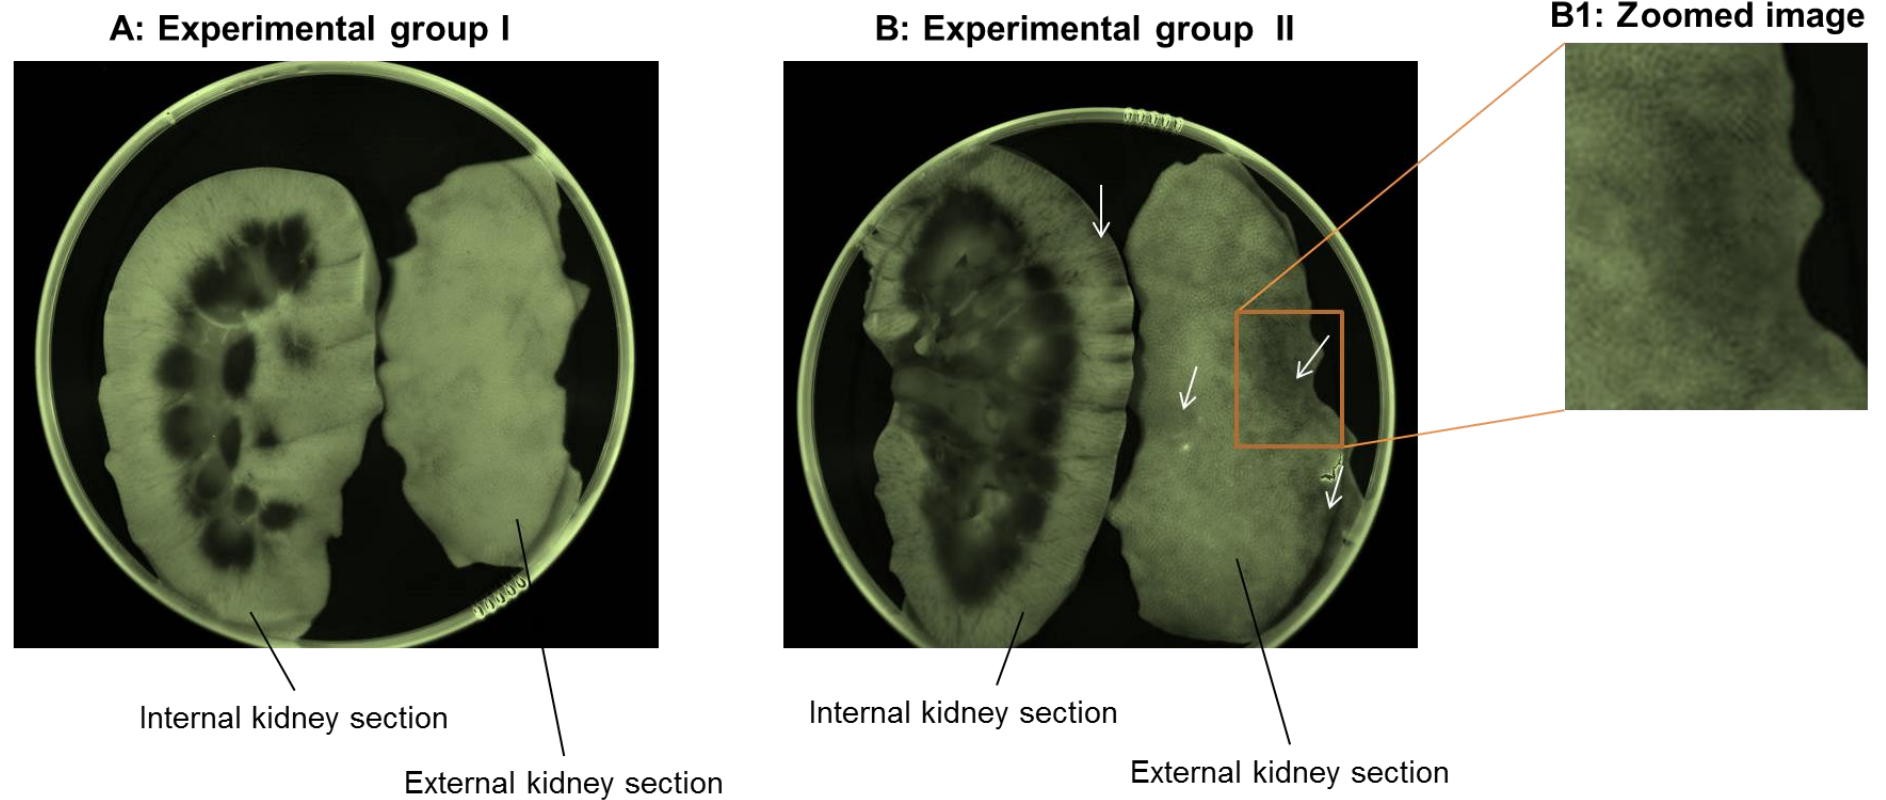 A: Experimental group I
B: Experimental group II
B1: Zoomed image
Internal kidney section
External kidney section
Internal kidney section
External kidney section